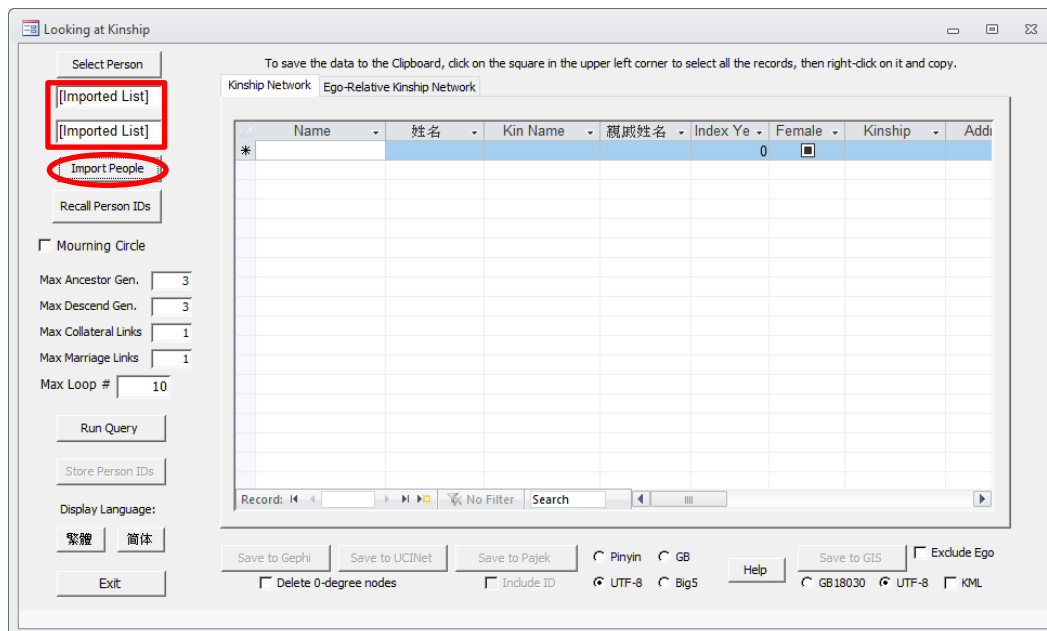 Looking at Kinship
Select Person
To save the data to the Clipboard, click on the square in the upper left corner to select all the records, then right-click on it and copy.
Kinship Network Ego-Relative Kinship Network
[Imported List]
[Imported List]
Import People
Recall Person IDs
Mourning Circle
Max Ancestor Gen. 3
Max Descend Gen. 3
Max Collateral Links 1
Max Marriage Links 1
Max Loop # 10
Run Query
Store Person IDs
Display Language:
繁體 简体
Exit
Name 姓名 Kin Name 親戚姓名 Index Ye Female Kinship Addr
* 0
Record: No Filter Search
Save to Gephi Save to UCINet Save to Pajek Pinyin GB Help Save to GIS Exclude Ego
Delete 0-degree nodes Include ID UTF-8 Big5 GB18030 UTF-8 KML